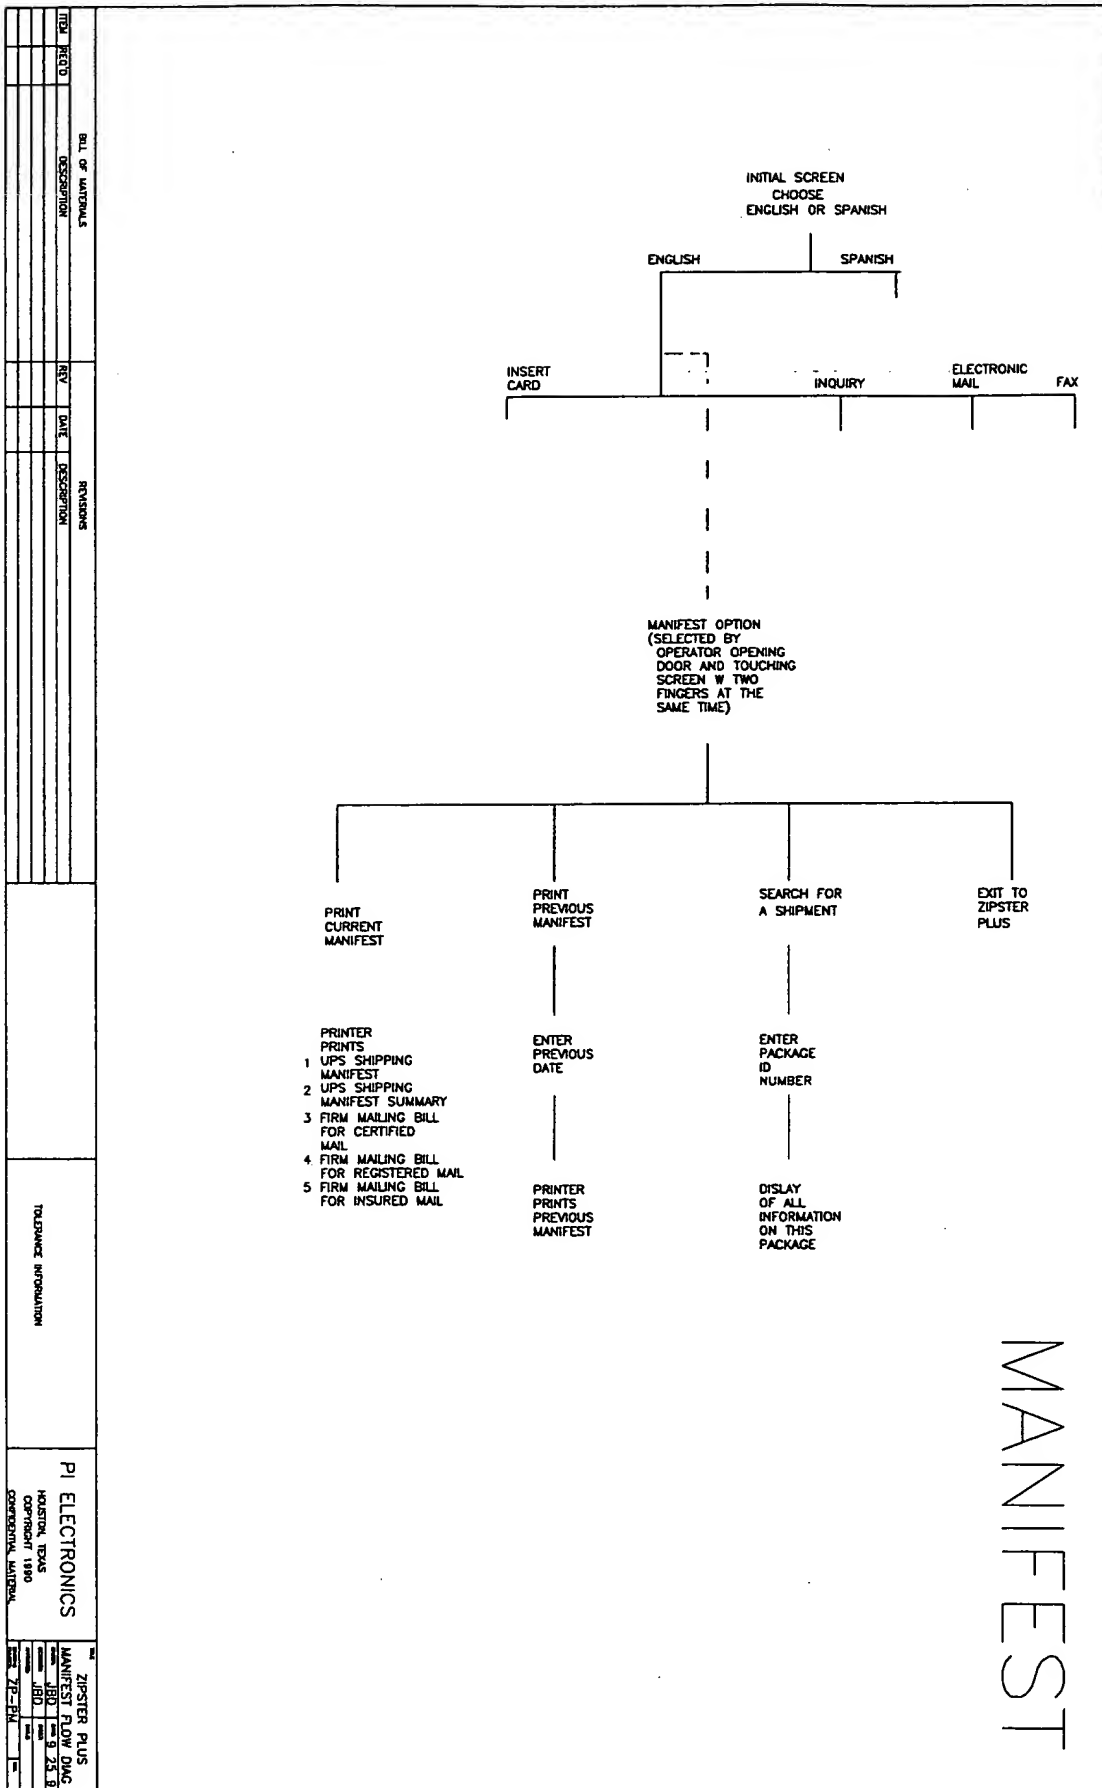 INITIAL SCREEN
CHOOSE
ENGLISH OR SPANISH
ENGLISH
SPANISH
INSERT
CARD
INQUIRY
ELECTRONIC
MAIL
FAX
MANIFEST OPTION
(SELECTED BY
OPERATOR OPENING
DOOR AND TOUCHING
SCREEN W TWO
FINGERS AT THE
SAME TIME)
PRINT
CURRENT
MANIFEST
PRINTER
PRINTS
1 UPS SHIPPING
MANIFEST
2 UPS SHIPPING
MANIFEST SUMMARY
3 FIRM MAILING BILL
FOR CERTIFIED
MAIL
4 FIRM MAILING BILL
FOR REGISTERED MAIL
5 FIRM MAILING BILL
FOR INSURED MAIL
PRINT
PREVIOUS
MANIFEST
ENTER
PREVIOUS
DATE
PRINTER
PRINTS
PREVIOUS
MANIFEST
SEARCH FOR
A SHIPMENT
ENTER
PACKAGE
ID
NUMBER
DISLAY
OF ALL
INFORMATION
ON THIS
PACKAGE
EXIT TO
ZIPSTER
PLUS
MANIFEST
BILL OF MATERIALS
ITEM REQ'D DESCRIPTION
REVISIONS
REV DATE DESCRIPTION
TOLERANCE INFORMATION
PI ELECTRONICS
HOUSTON, TEXAS
COPYRIGHT 1990
CONFIDENTIAL MATERIAL
ZIPSTER PLUS
MANIFEST FLOW DIAG
JBD 9 25
JBD
ZP-PM